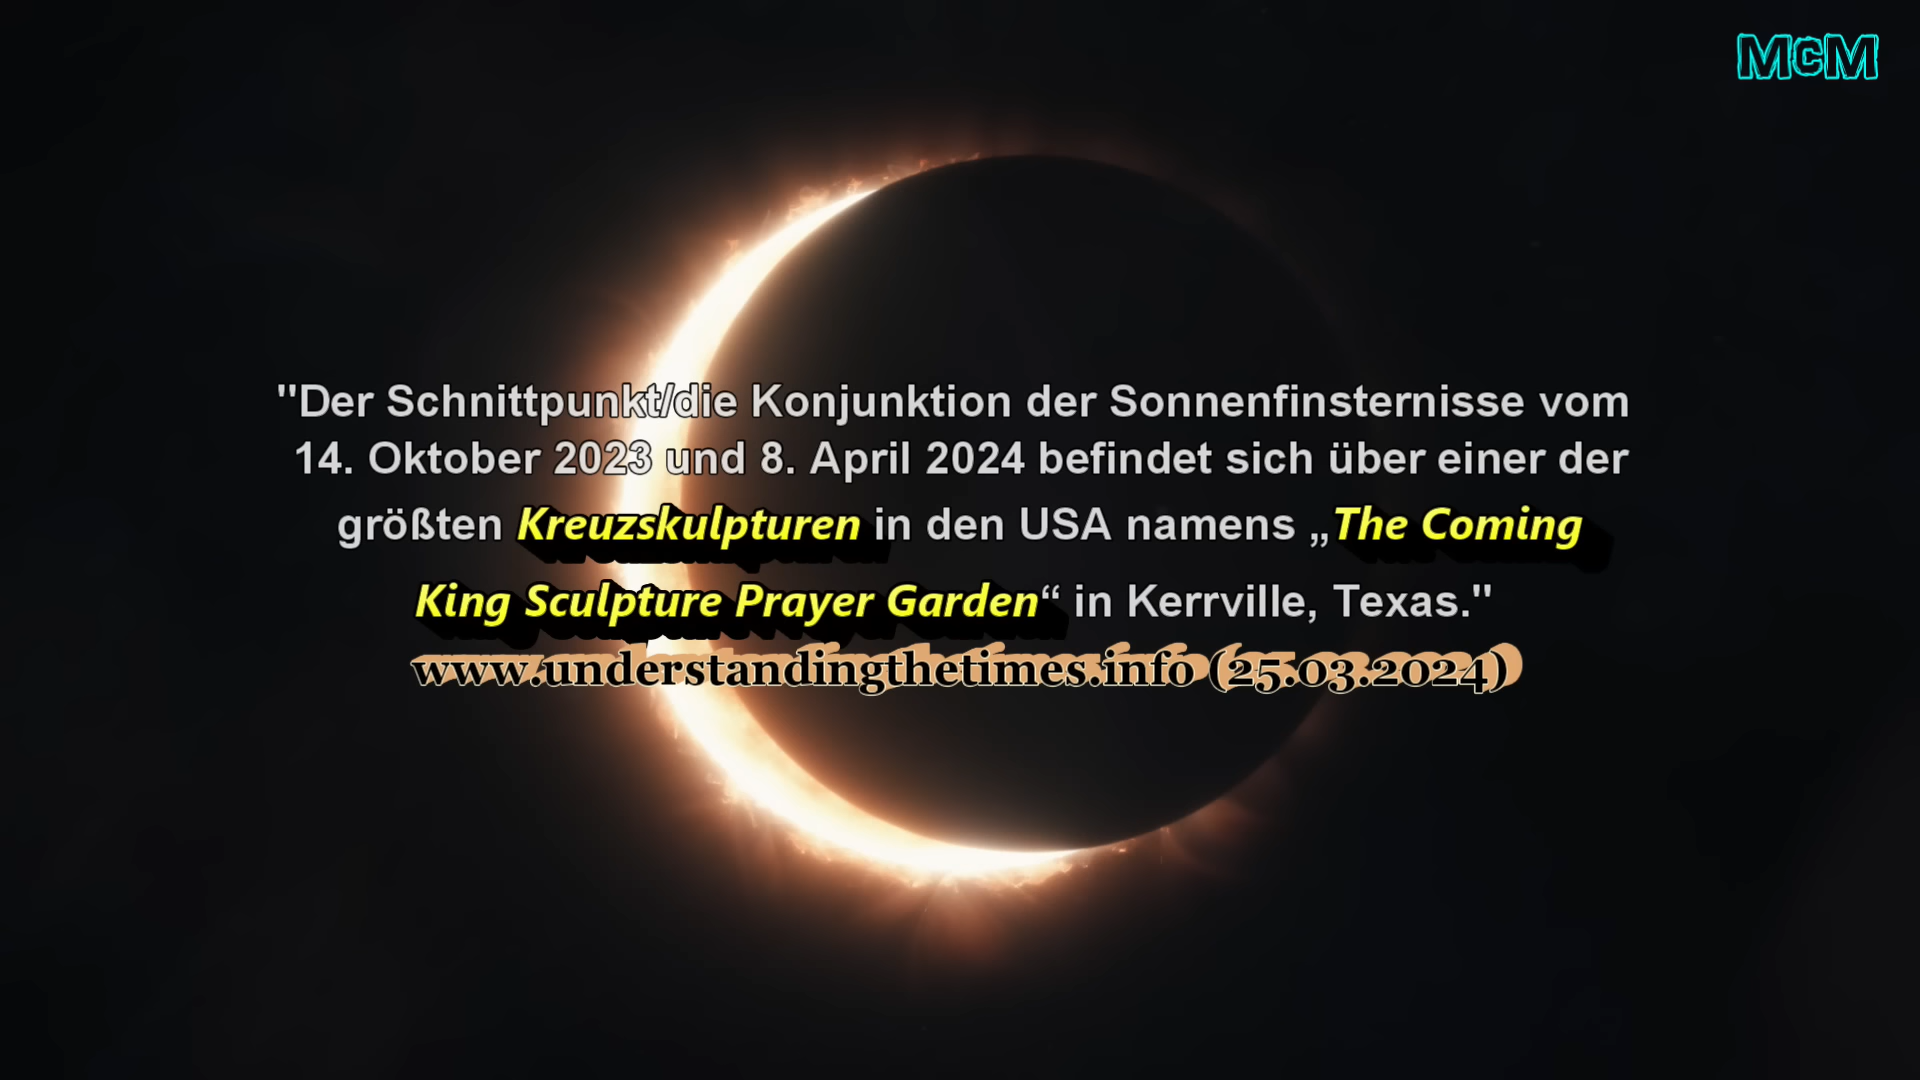 McM
"Der Schnittpunkt/die Konjunktion der Sonnenfinsternisse vom
14. Oktober 2023 und 8. April 2024 befindet sich über einer der
größten Kreuzskulpturen in den USA namens „The Coming
King Sculpture Prayer Garden“ in Kerrville, Texas."
www.understandingthetimes.info (25.03.2024)